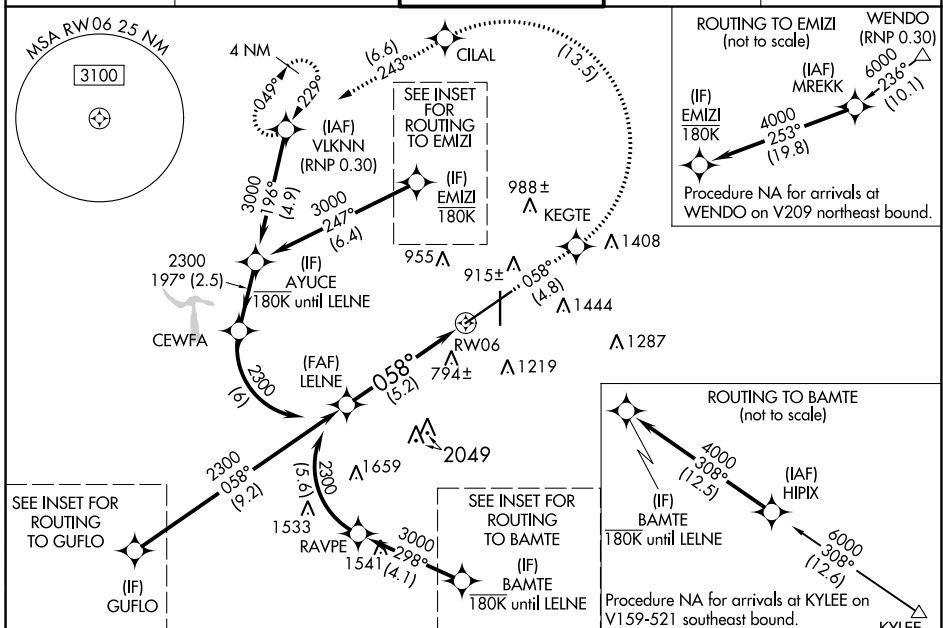 MSA RW06 25 NM
3100
4 NM
049°
229°
(IAF)
VLKNN
(RNP 0.30)
(6.6)
243°
CILAL
(13.5)
SEE INSET
FOR
ROUTING
TO EMIZI
(IF)
EMIZI
180K
3000
196°
(4.9)
3000
247°
(6.4)
988±
KEGTE
1408
955
915±
058°
(4.8)
1444
2300
197° (2.5)
(IF)
AYUCE
180K until LELNE
CEWFA
RW06
794±
1219
1287
(FAF)
LELNE
058°
(5.2)
2300
(6)
2049
2300
058°
(9.2)
2300
(5.6)
1659
1533
RAVPE
1541
3000
298°
(4.1)
SEE INSET FOR
ROUTING
TO GUFLO
(IF)
GUFLO
SEE INSET FOR
ROUTING
TO BAMTE
(IF)
BAMTE
180K until LELNE
ROUTING TO EMIZI
(not to scale)
WENDO
(RNP 0.30)
(IAF)
MREKK
6000
236°
(10.1)
(IF)
EMIZI
180K
4000
253°
(19.8)
Procedure NA for arrivals at
WENDO on V209 northeast bound.
ROUTING TO BAMTE
(not to scale)
4000
308°
(12.5)
(IAF)
HIPIX
(IF)
BAMTE
180K until LELNE
6000
308°
(12.6)
Procedure NA for arrivals at KYLEE on
V159-521 southeast bound.
KYLEE